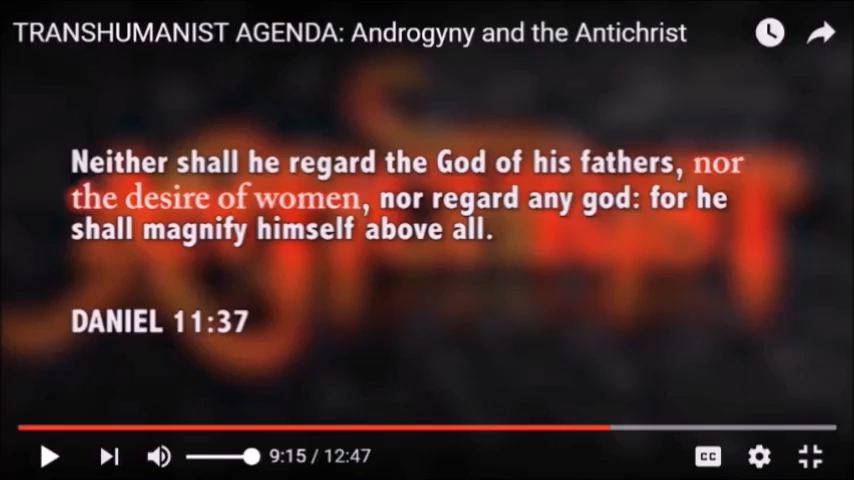 TRANSHUMANIST AGENDA: Androgyny and the Antichrist
Neither shall he regard the God of his fathers, nor
the desire of women, nor regard any god: for he
shall magnify himself above all.
DANIEL 11:37
9:15 / 12:47
CC